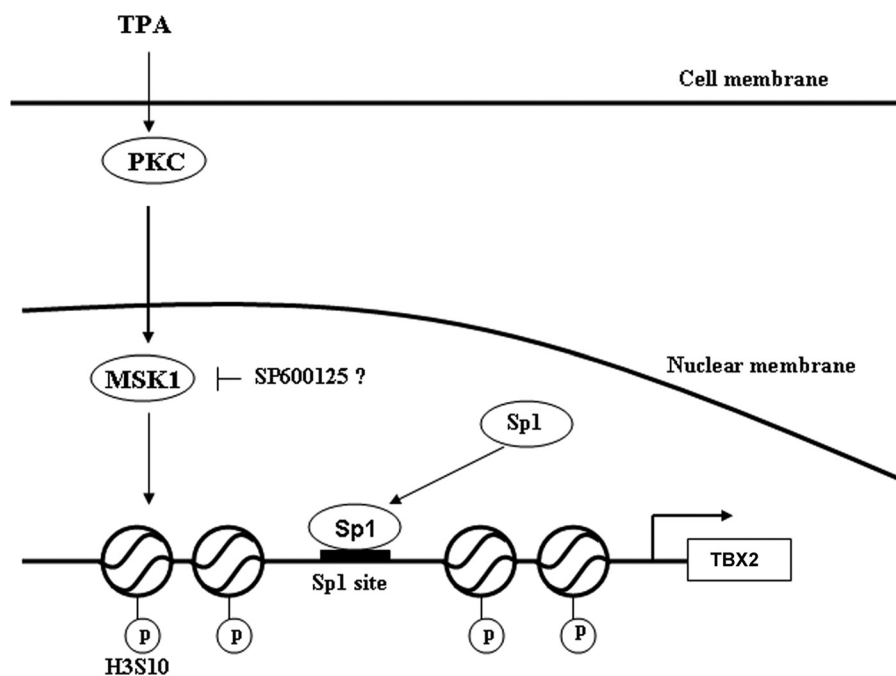 TPA
Cell membrane
PKC
Nuclear membrane
MSK1
SP600125 ?
Sp1
Sp1
Sp1 site
TBX2
p
p
p
p
H3S10